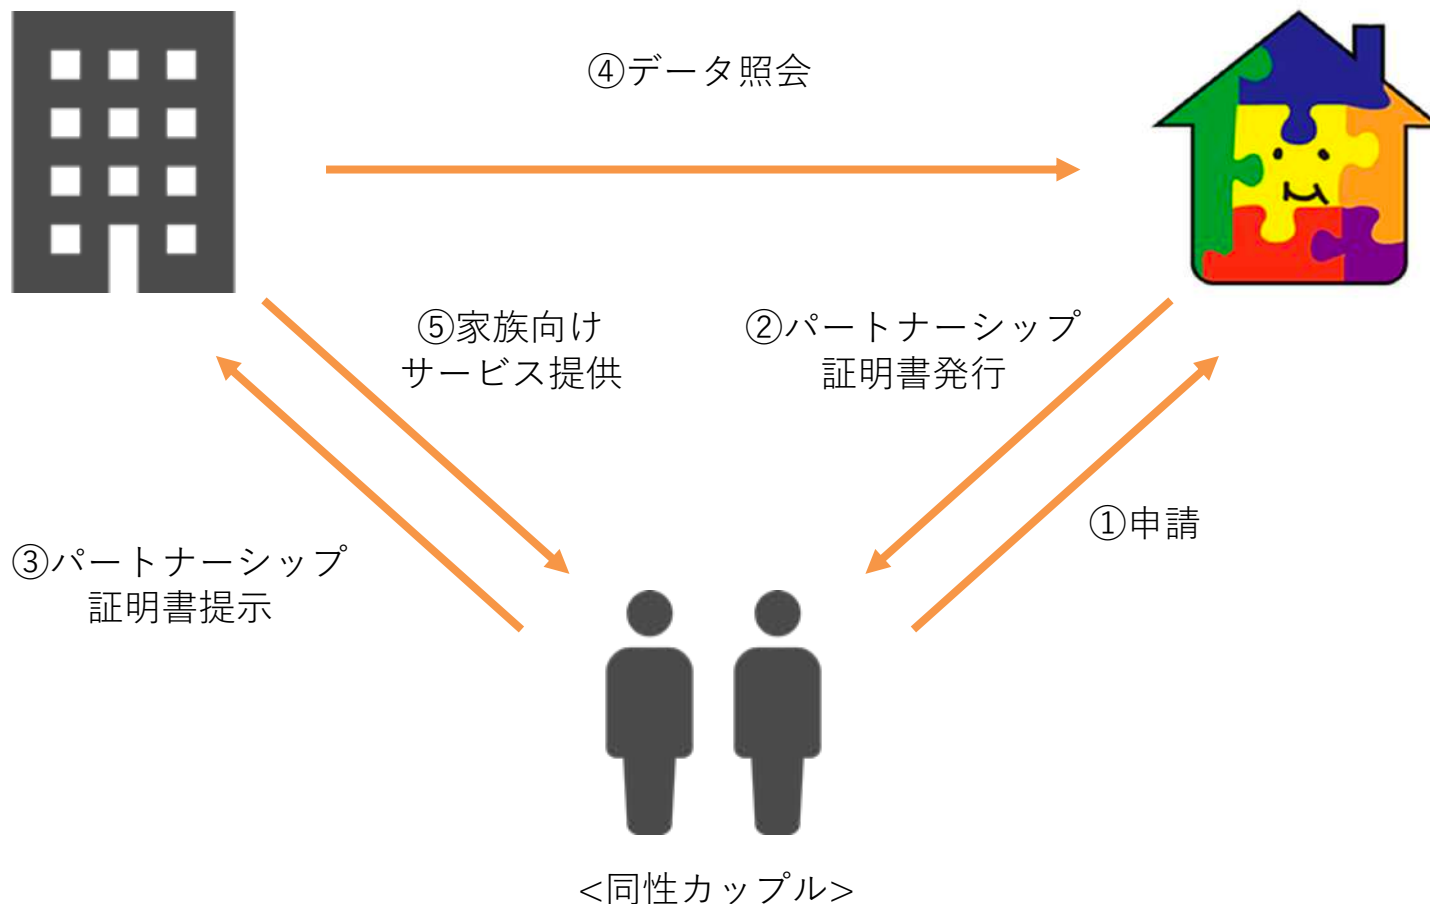 ④データ照会
⑤家族向け
サービス提供
②パートナーシップ
証明書発行
①申請
③パートナーシップ
証明書提示
<同性カップル>